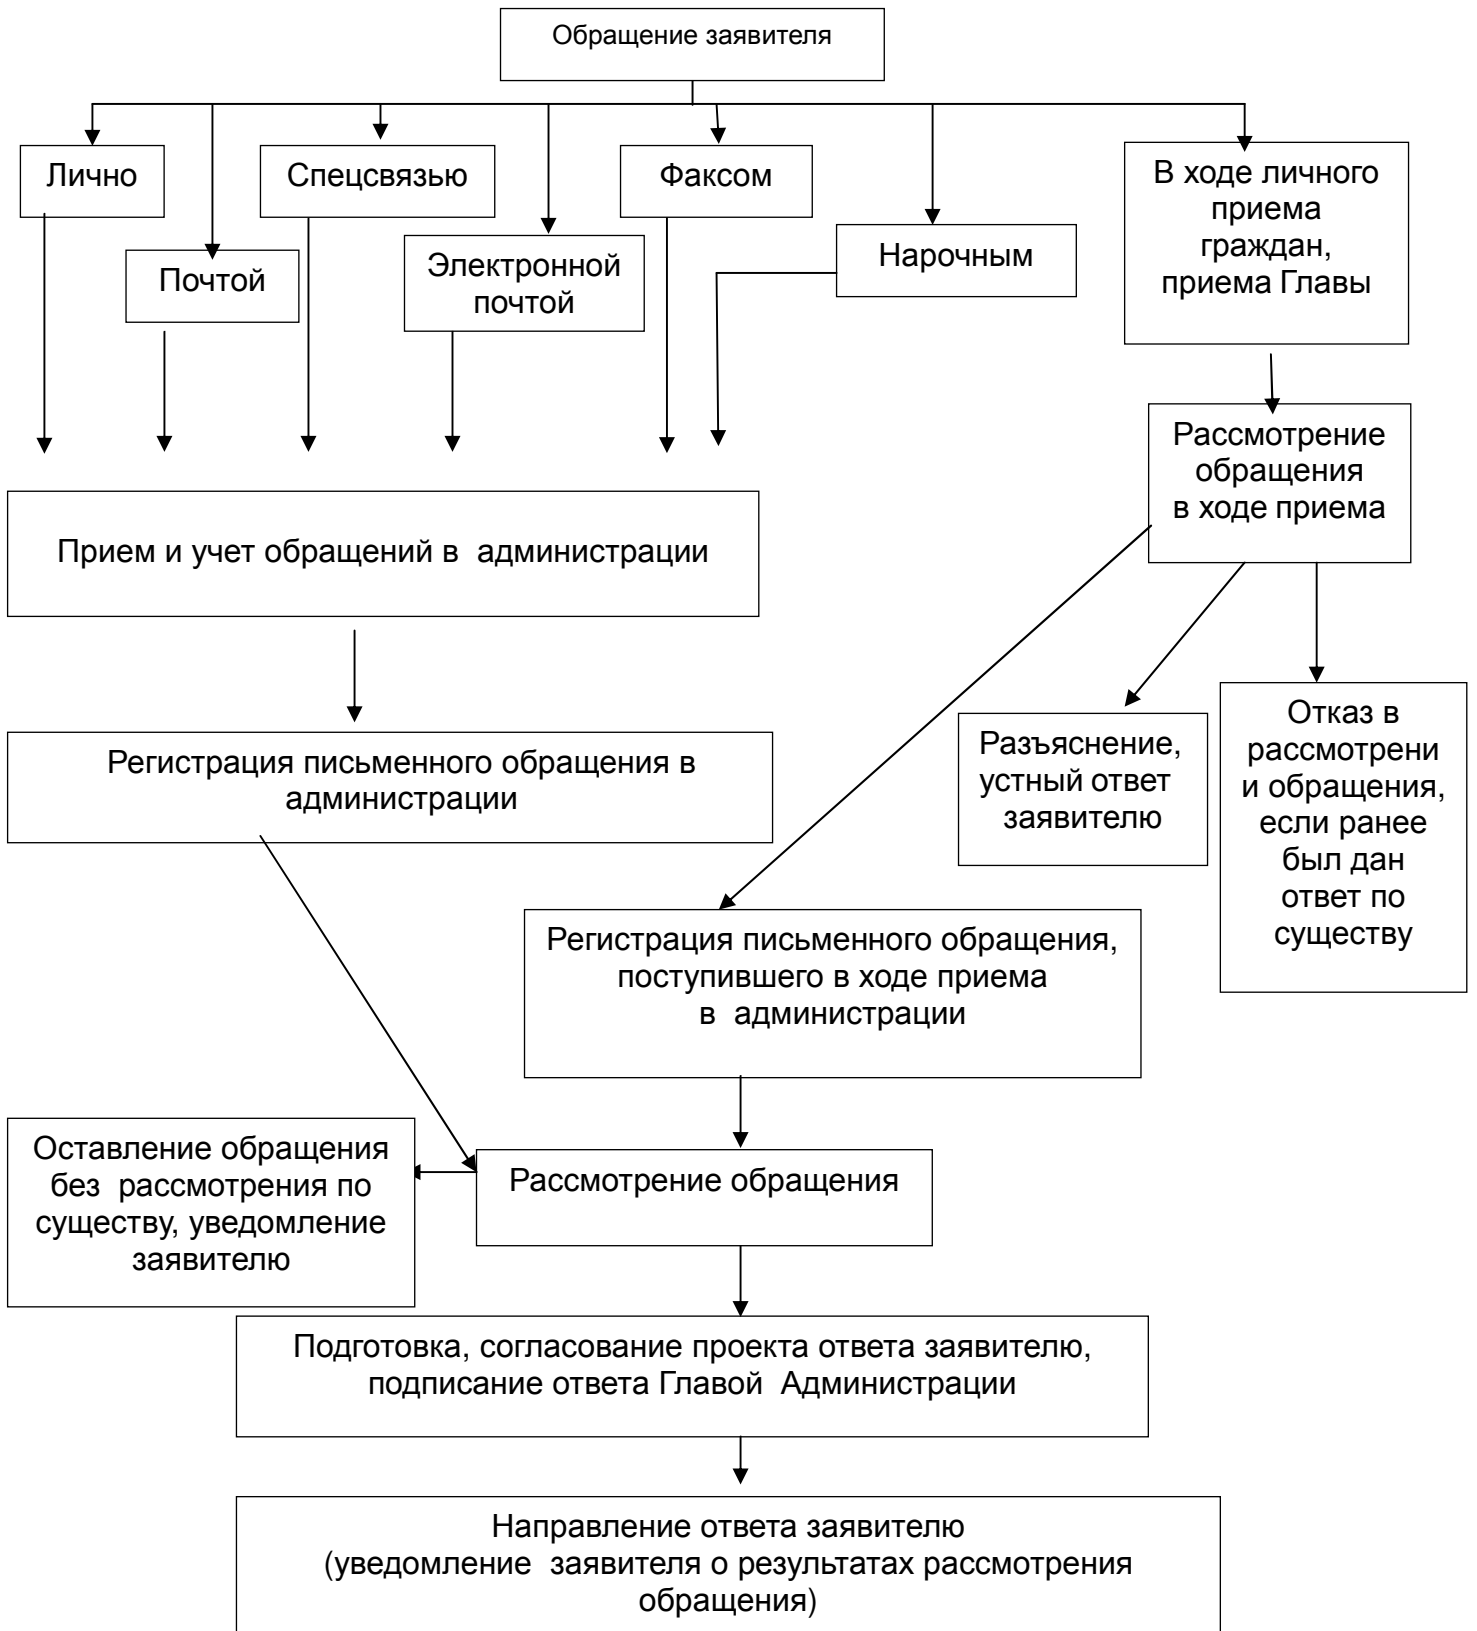 Обращение заявителя
Лично
Спецсвязью
Факсом
В ходе личного
приема
граждан,
приема Главы
Почтой
Электронной
почтой
Нарочным
Рассмотрение
обращения
в ходе приема
Прием и учет обращений в администрации
Регистрация письменного обращения в
администрации
Разъяснение,
устный ответ
заявителю
Отказ в
рассмотрени
и обращения,
если ранее
был дан
ответ по
существу
Регистрация письменного обращения,
поступившего в ходе приема
в администрации
Оставление обращения
без рассмотрения по
существу, уведомление
заявителю
Рассмотрение обращения
Подготовка, согласование проекта ответа заявителю,
подписание ответа Главой Администрации
Направление ответа заявителю
(уведомление заявителя о результатах рассмотрения
обращения)